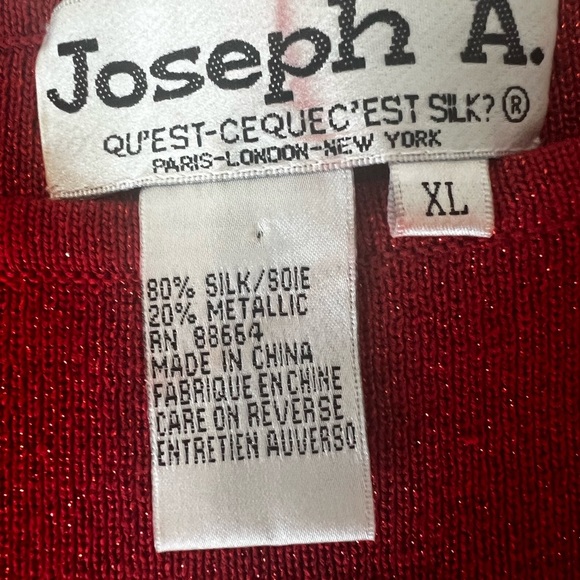 Joseph A.
QU'EST-CEQUEC'EST SILK?®
PARIS-LONDON-NEW YORK
XL
80% SILK/SOIE
20% METALLIC
RN 88664
MADE IN CHINA
FABRIQUE EN CHINE
CARE ON REVERSE
ENTRETIEN AUVERSO